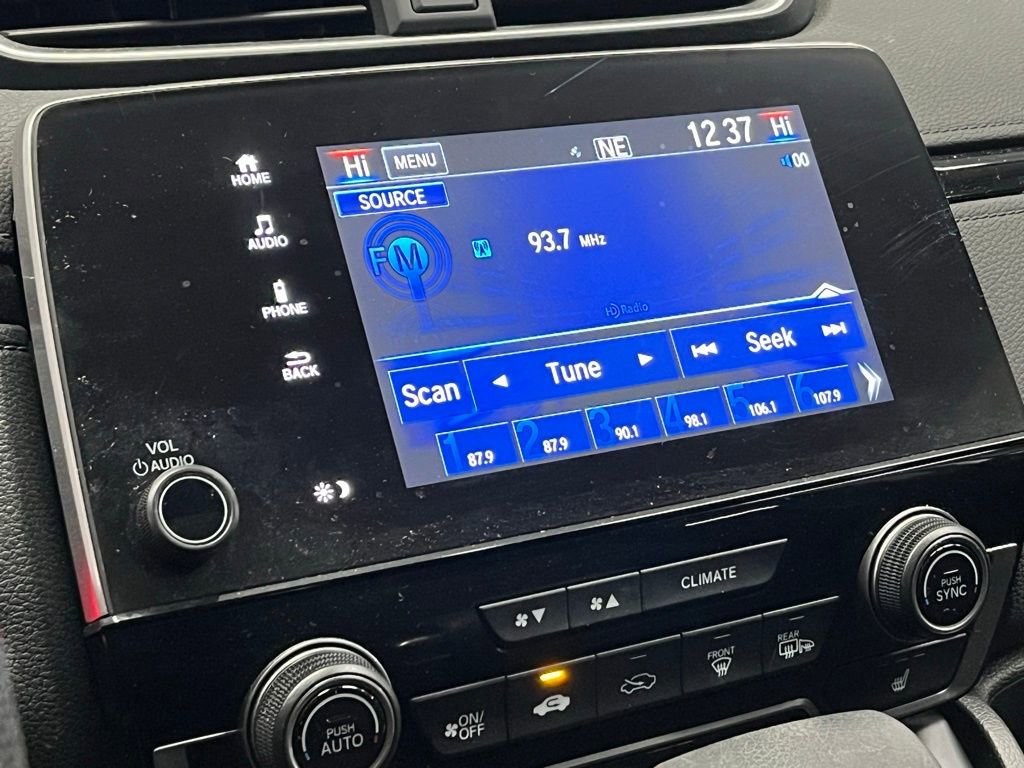 Hi MENU NE 12 37 Hi
SOURCE 00
FM 93.7 MHz
HD Radio
Scan Tune Seek
1 87.9 2 87.9 3 90.1 4 98.1 5 106.1 6 107.9
HOME
AUDIO
PHONE
BACK
VOL
AUDIO
CLIMATE
PUSH
SYNC
FRONT
REAR
ON/
OFF
PUSH
AUTO